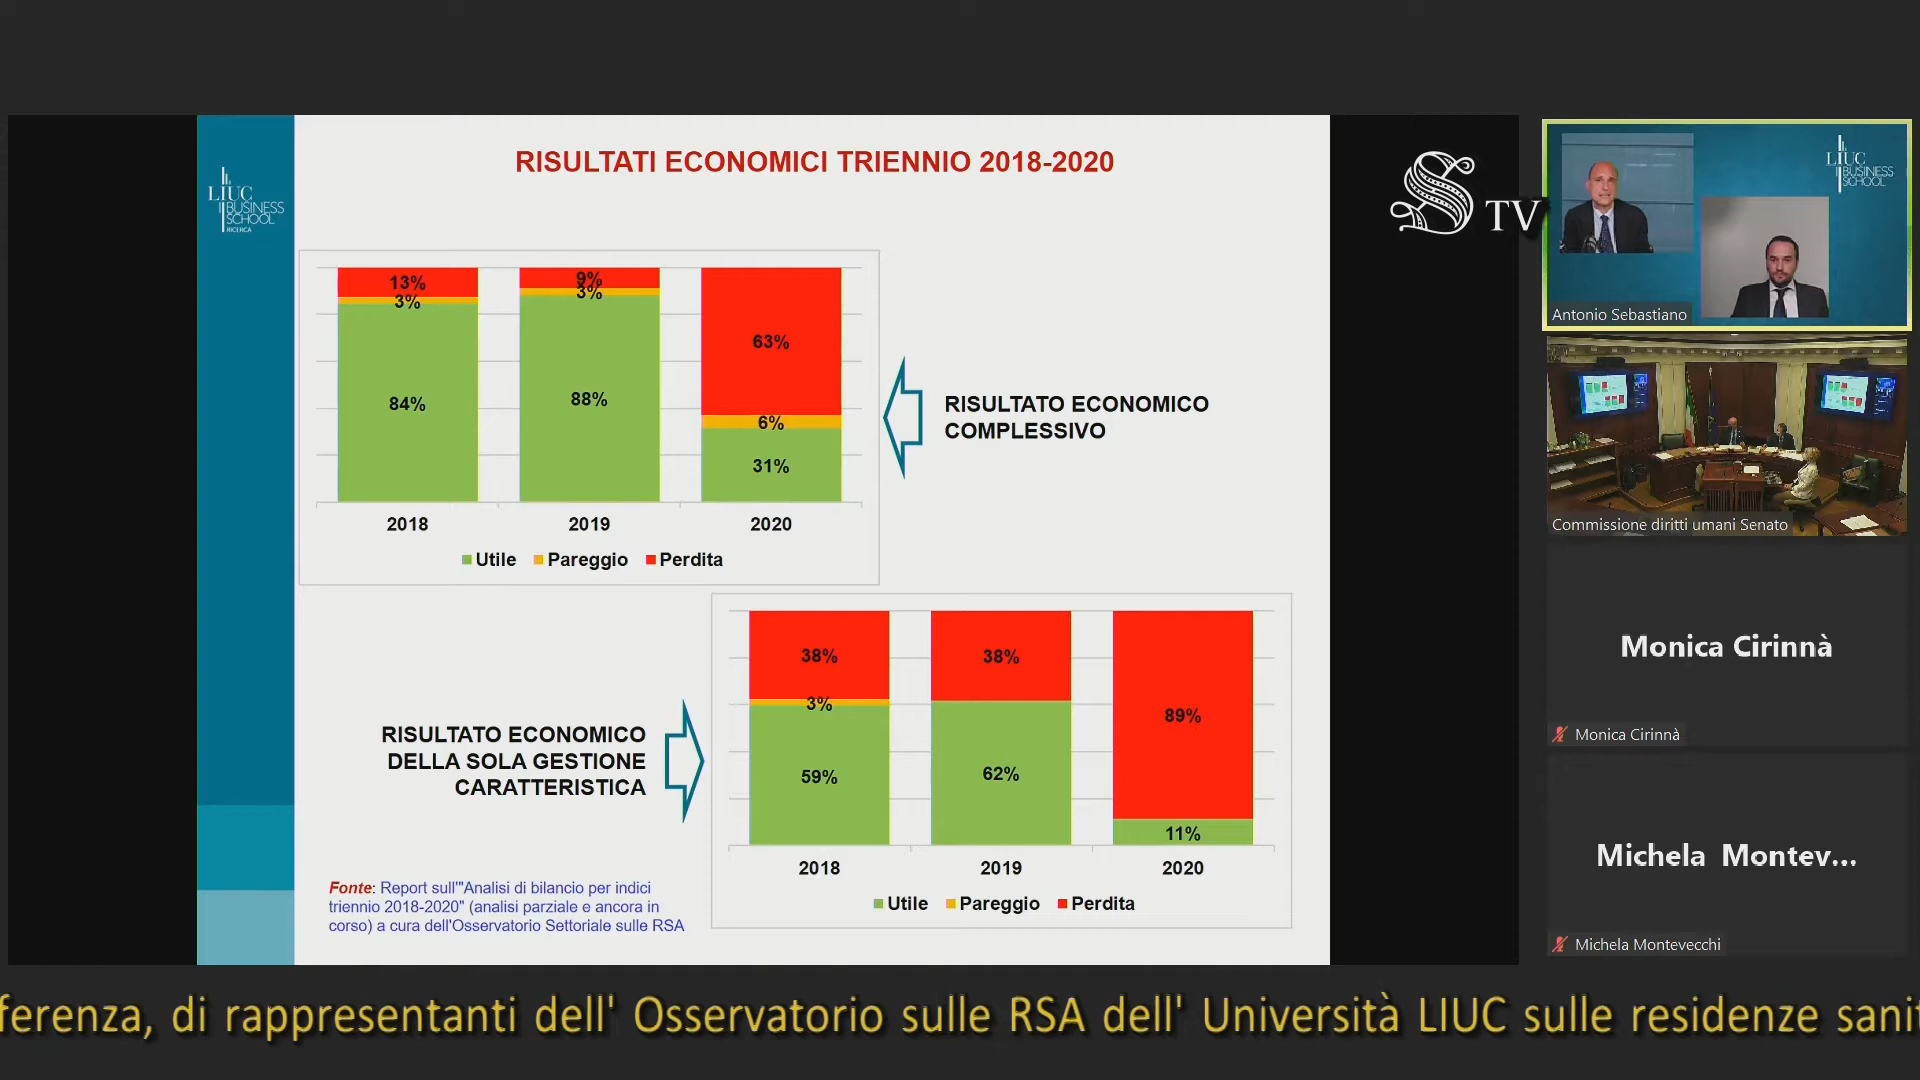 RISULTATI ECONOMICI TRIENNIO 2018-2020
LIUC
BUSINESS
SCHOOL
RICERCA
13%
3%
84%
9%
3%
88%
63%
6%
31%
2018
2019
2020
Utile
Pareggio
Perdita
RISULTATO ECONOMICO
COMPLESSIVO
RISULTATO ECONOMICO
DELLA SOLA GESTIONE
CARATTERISTICA
38%
3%
59%
38%
62%
89%
11%
2018
2019
2020
Utile
Pareggio
Perdita
Fonte: Report sull'"Analisi di bilancio per indici
triennio 2018-2020" (analisi parziale e ancora in
corso) a cura dell'Osservatorio Settoriale sulle RSA
S TV
LIUC
BUSINESS
SCHOOL
Antonio Sebastiano
Commissione diritti umani Senato
Monica Cirinnà
Monica Cirinnà
Michela Montev...
Michela Montevecchi
ferenza, di rappresentanti dell' Osservatorio sulle RSA dell' Università LIUC sulle residenze sanit